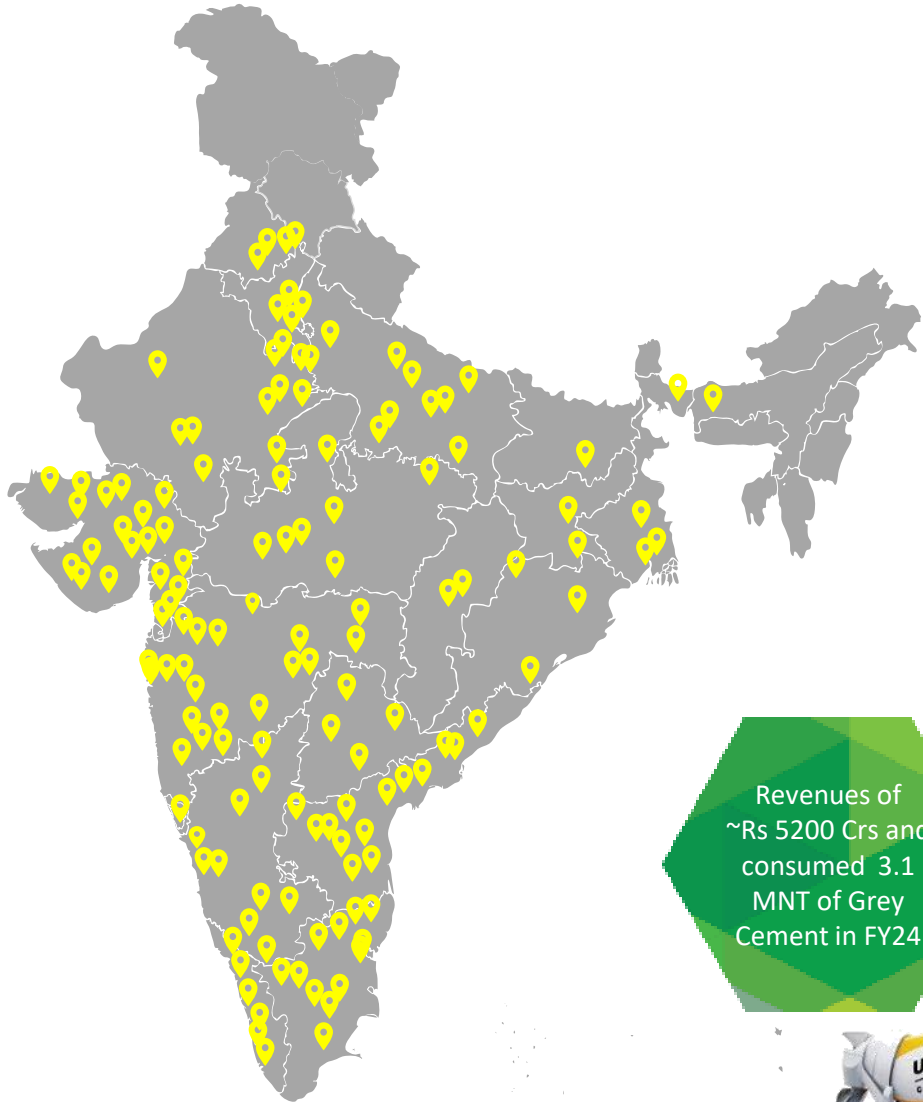 Revenues of
~Rs 5200 Crs and
consumed 3.1
MNT of Grey
Cement in FY24